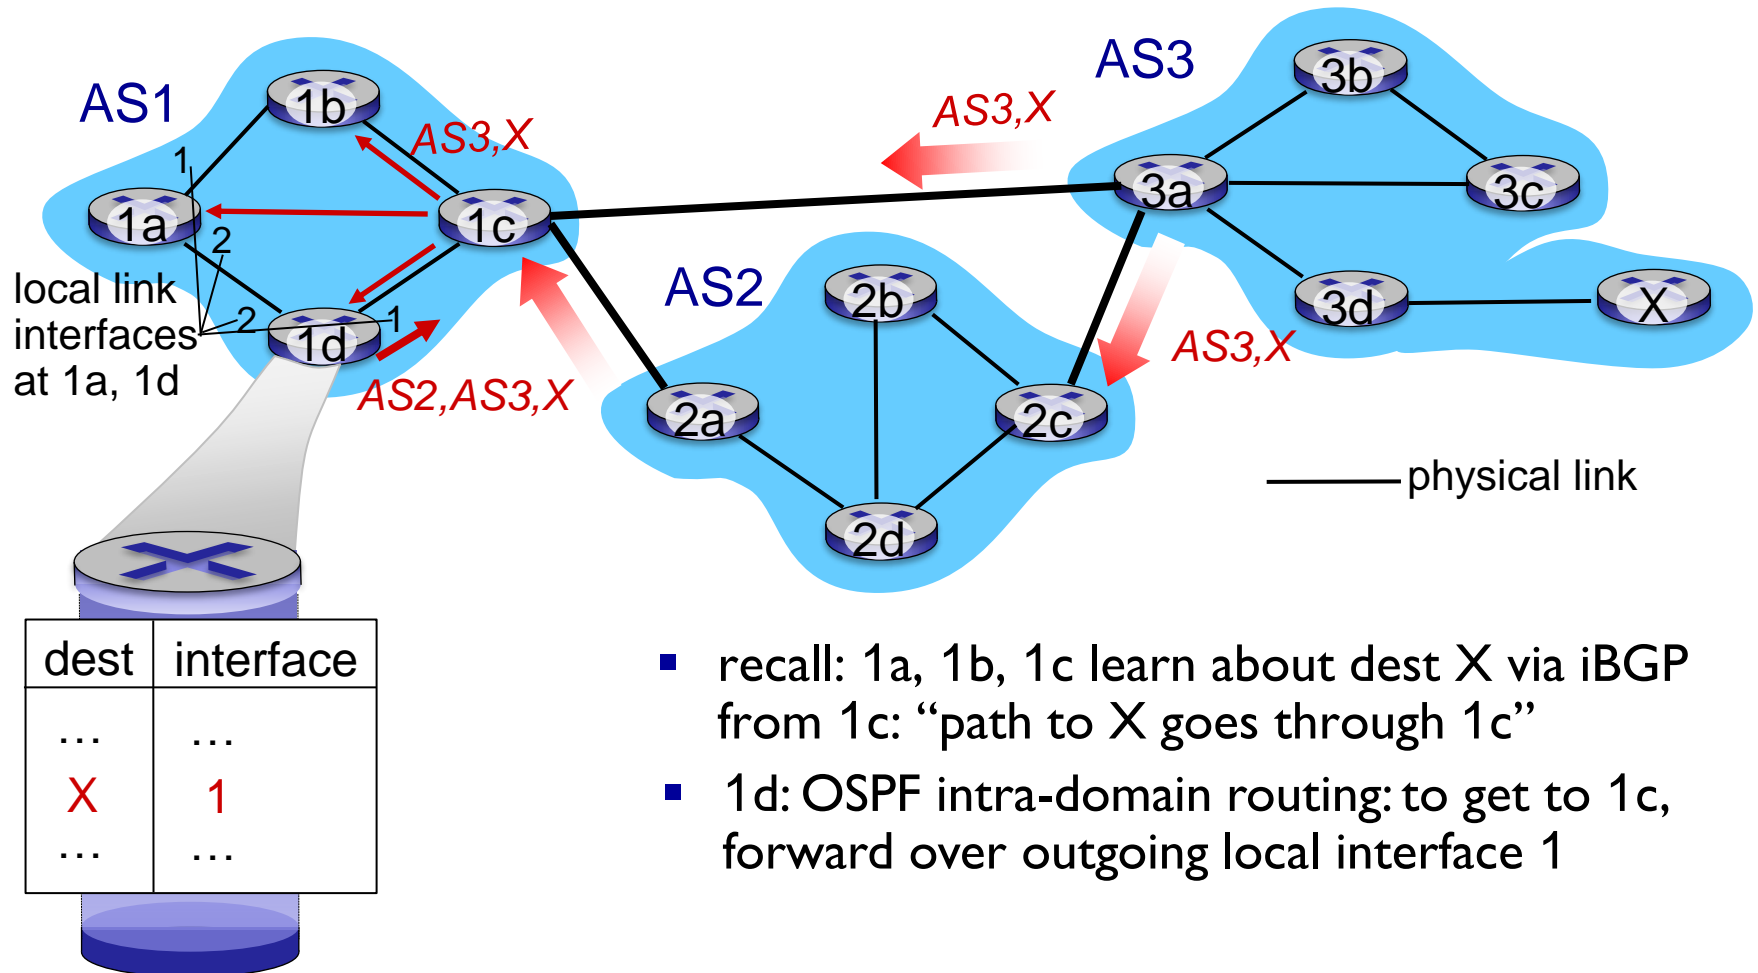 AS1
1b
AS3,X
1
1a
1c
2
local link
interfaces
at 1a, 1d
2
1
1d
AS2,AS3,X
AS2
2b
2a
2c
2d
AS3,X
AS3
3b
3a
3c
3d
X
AS3,X
physical link
dest interface
... ...
X 1
... ...
▪ recall: 1a, 1b, 1c learn about dest X via iBGP
from 1c: “path to X goes through 1c”
▪ 1d: OSPF intra-domain routing: to get to 1c,
forward over outgoing local interface 1